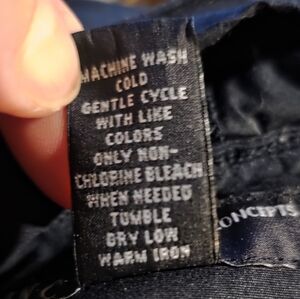 MACHINE WASH
COLD
GENTLE CYCLE
WITH LIKE
COLORS
ONLY NON-
CHLORINE BLEACH
WHEN NEEDED
TUMBLE
DRY LOW
WARM IRON
ONCEPTS